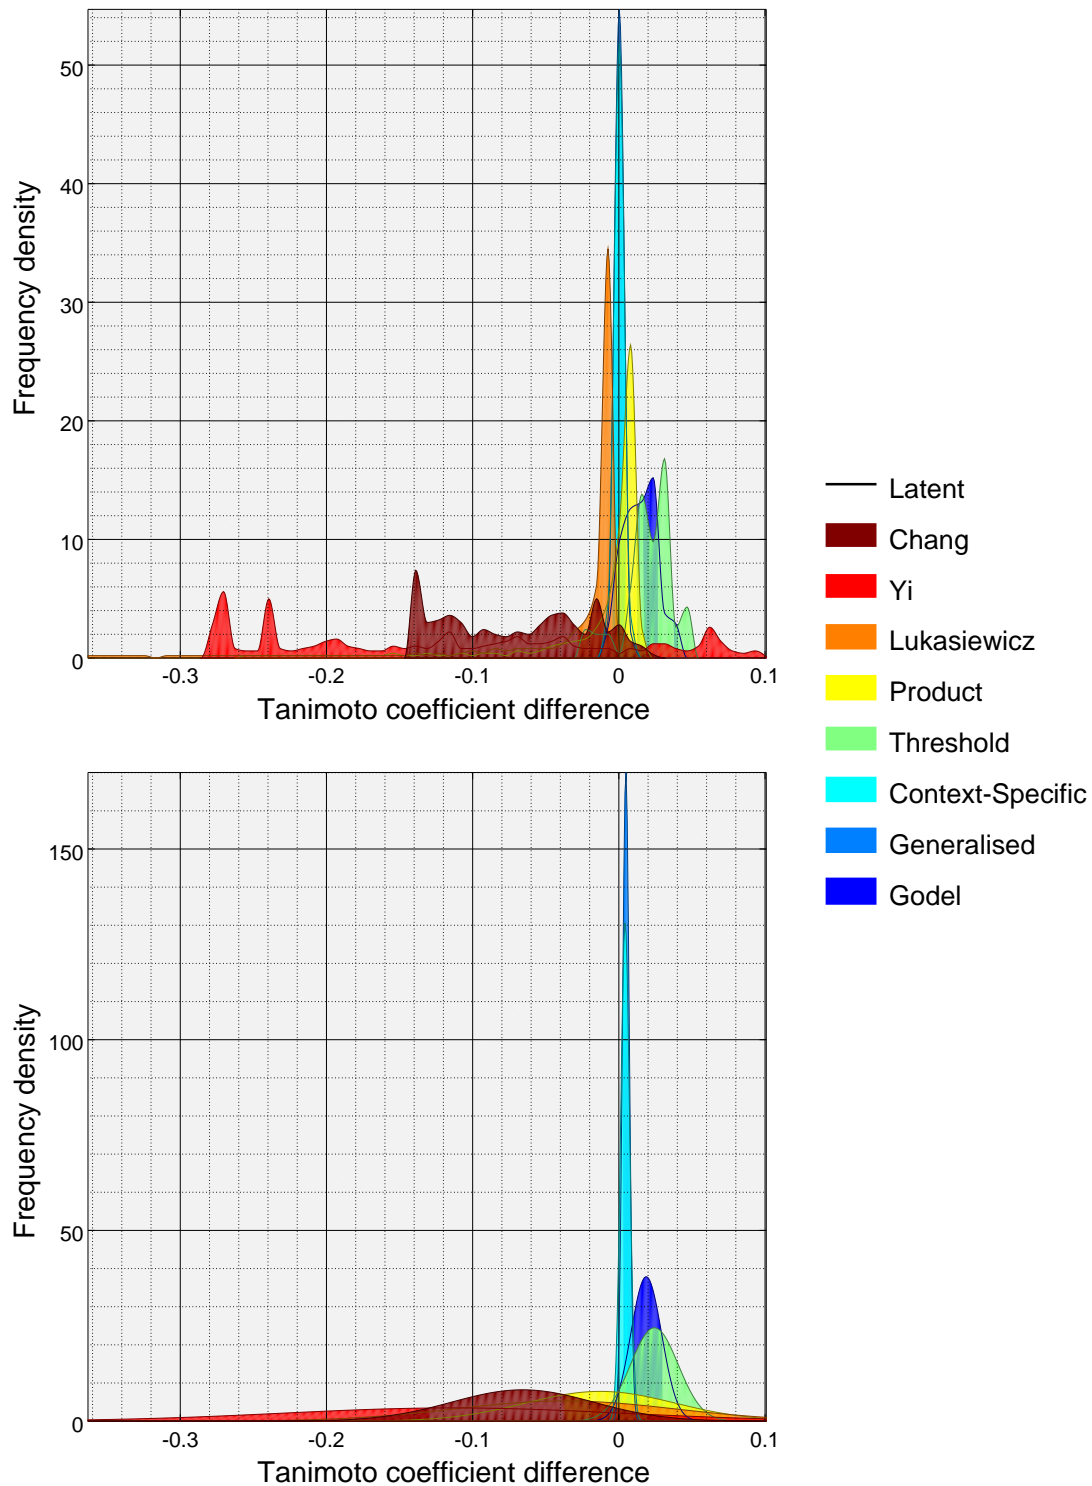 Frequency density
50
40
30
20
10
0
-0.3
-0.2
-0.1
0
0.1
Tanimoto coefficient difference
Latent
Chang
Yi
Lukasiewicz
Product
Threshold
Context-Specific
Generalised
Godel
Frequency density
150
100
50
0
-0.3
-0.2
-0.1
0
0.1
Tanimoto coefficient difference